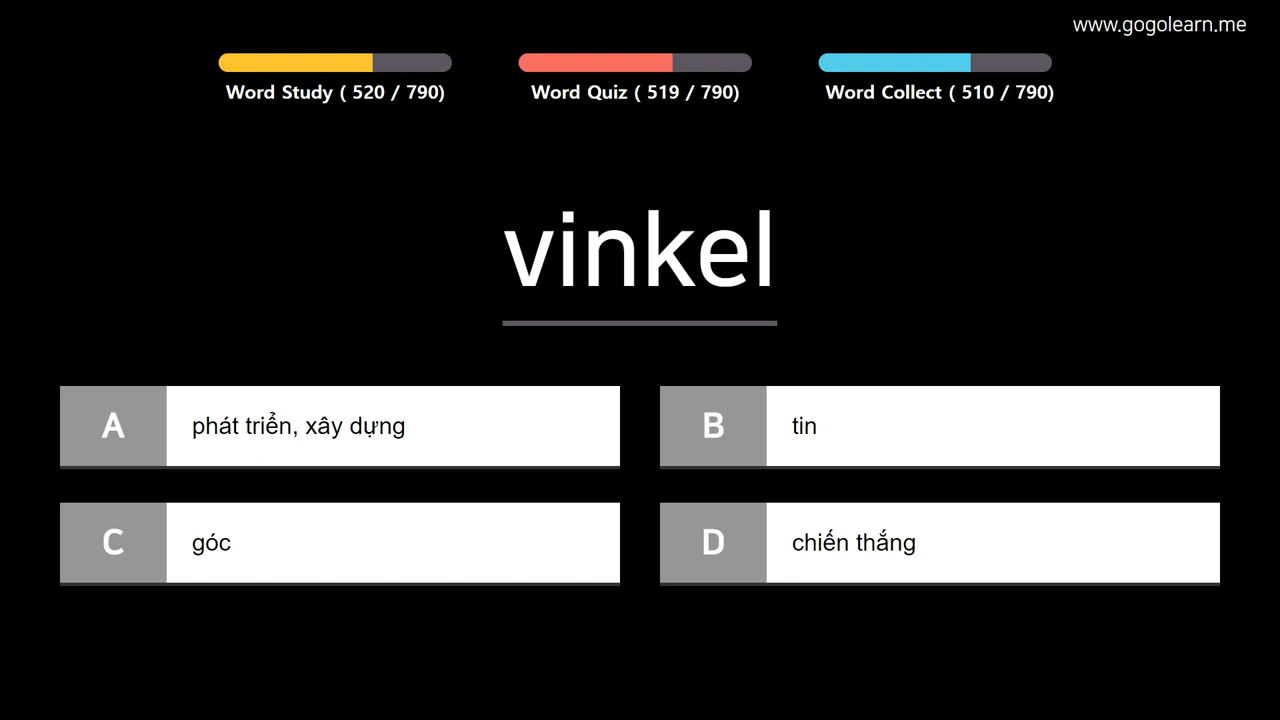 www.gogolearn.me
Word Study ( 520 / 790)
Word Quiz ( 519 / 790)
Word Collect ( 510 / 790)
vinkel
A phát triển, xây dựng
B tin
C góc
D chiến thắng